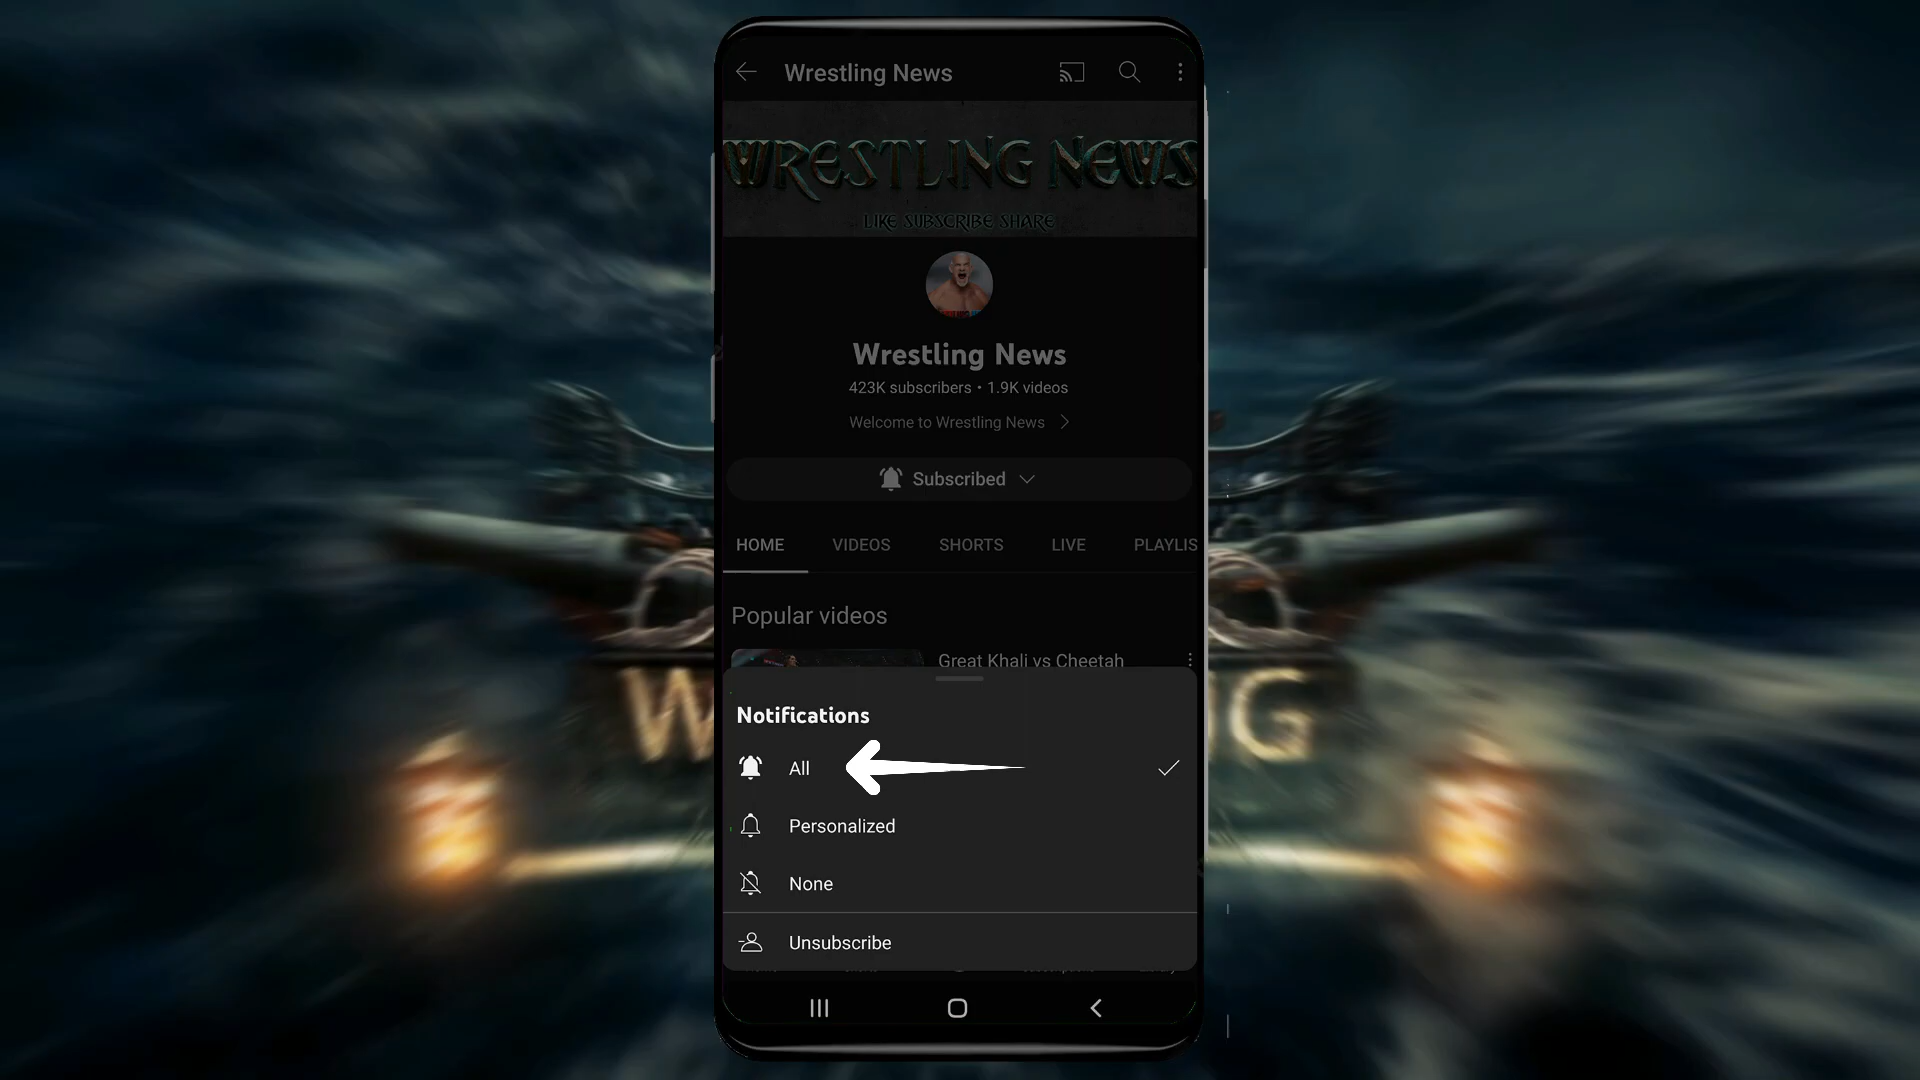 Wrestling News
WRESTLING NEWS
LIKE SUBSCRIBE SHARE
Wrestling News
423K subscribers • 1.9K videos
Welcome to Wrestling News
Subscribed
HOME VIDEOS SHORTS LIVE PLAYLIS
Popular videos
Great Khali vs Cheetah
Notifications
All
Personalized
None
Unsubscribe
W
G